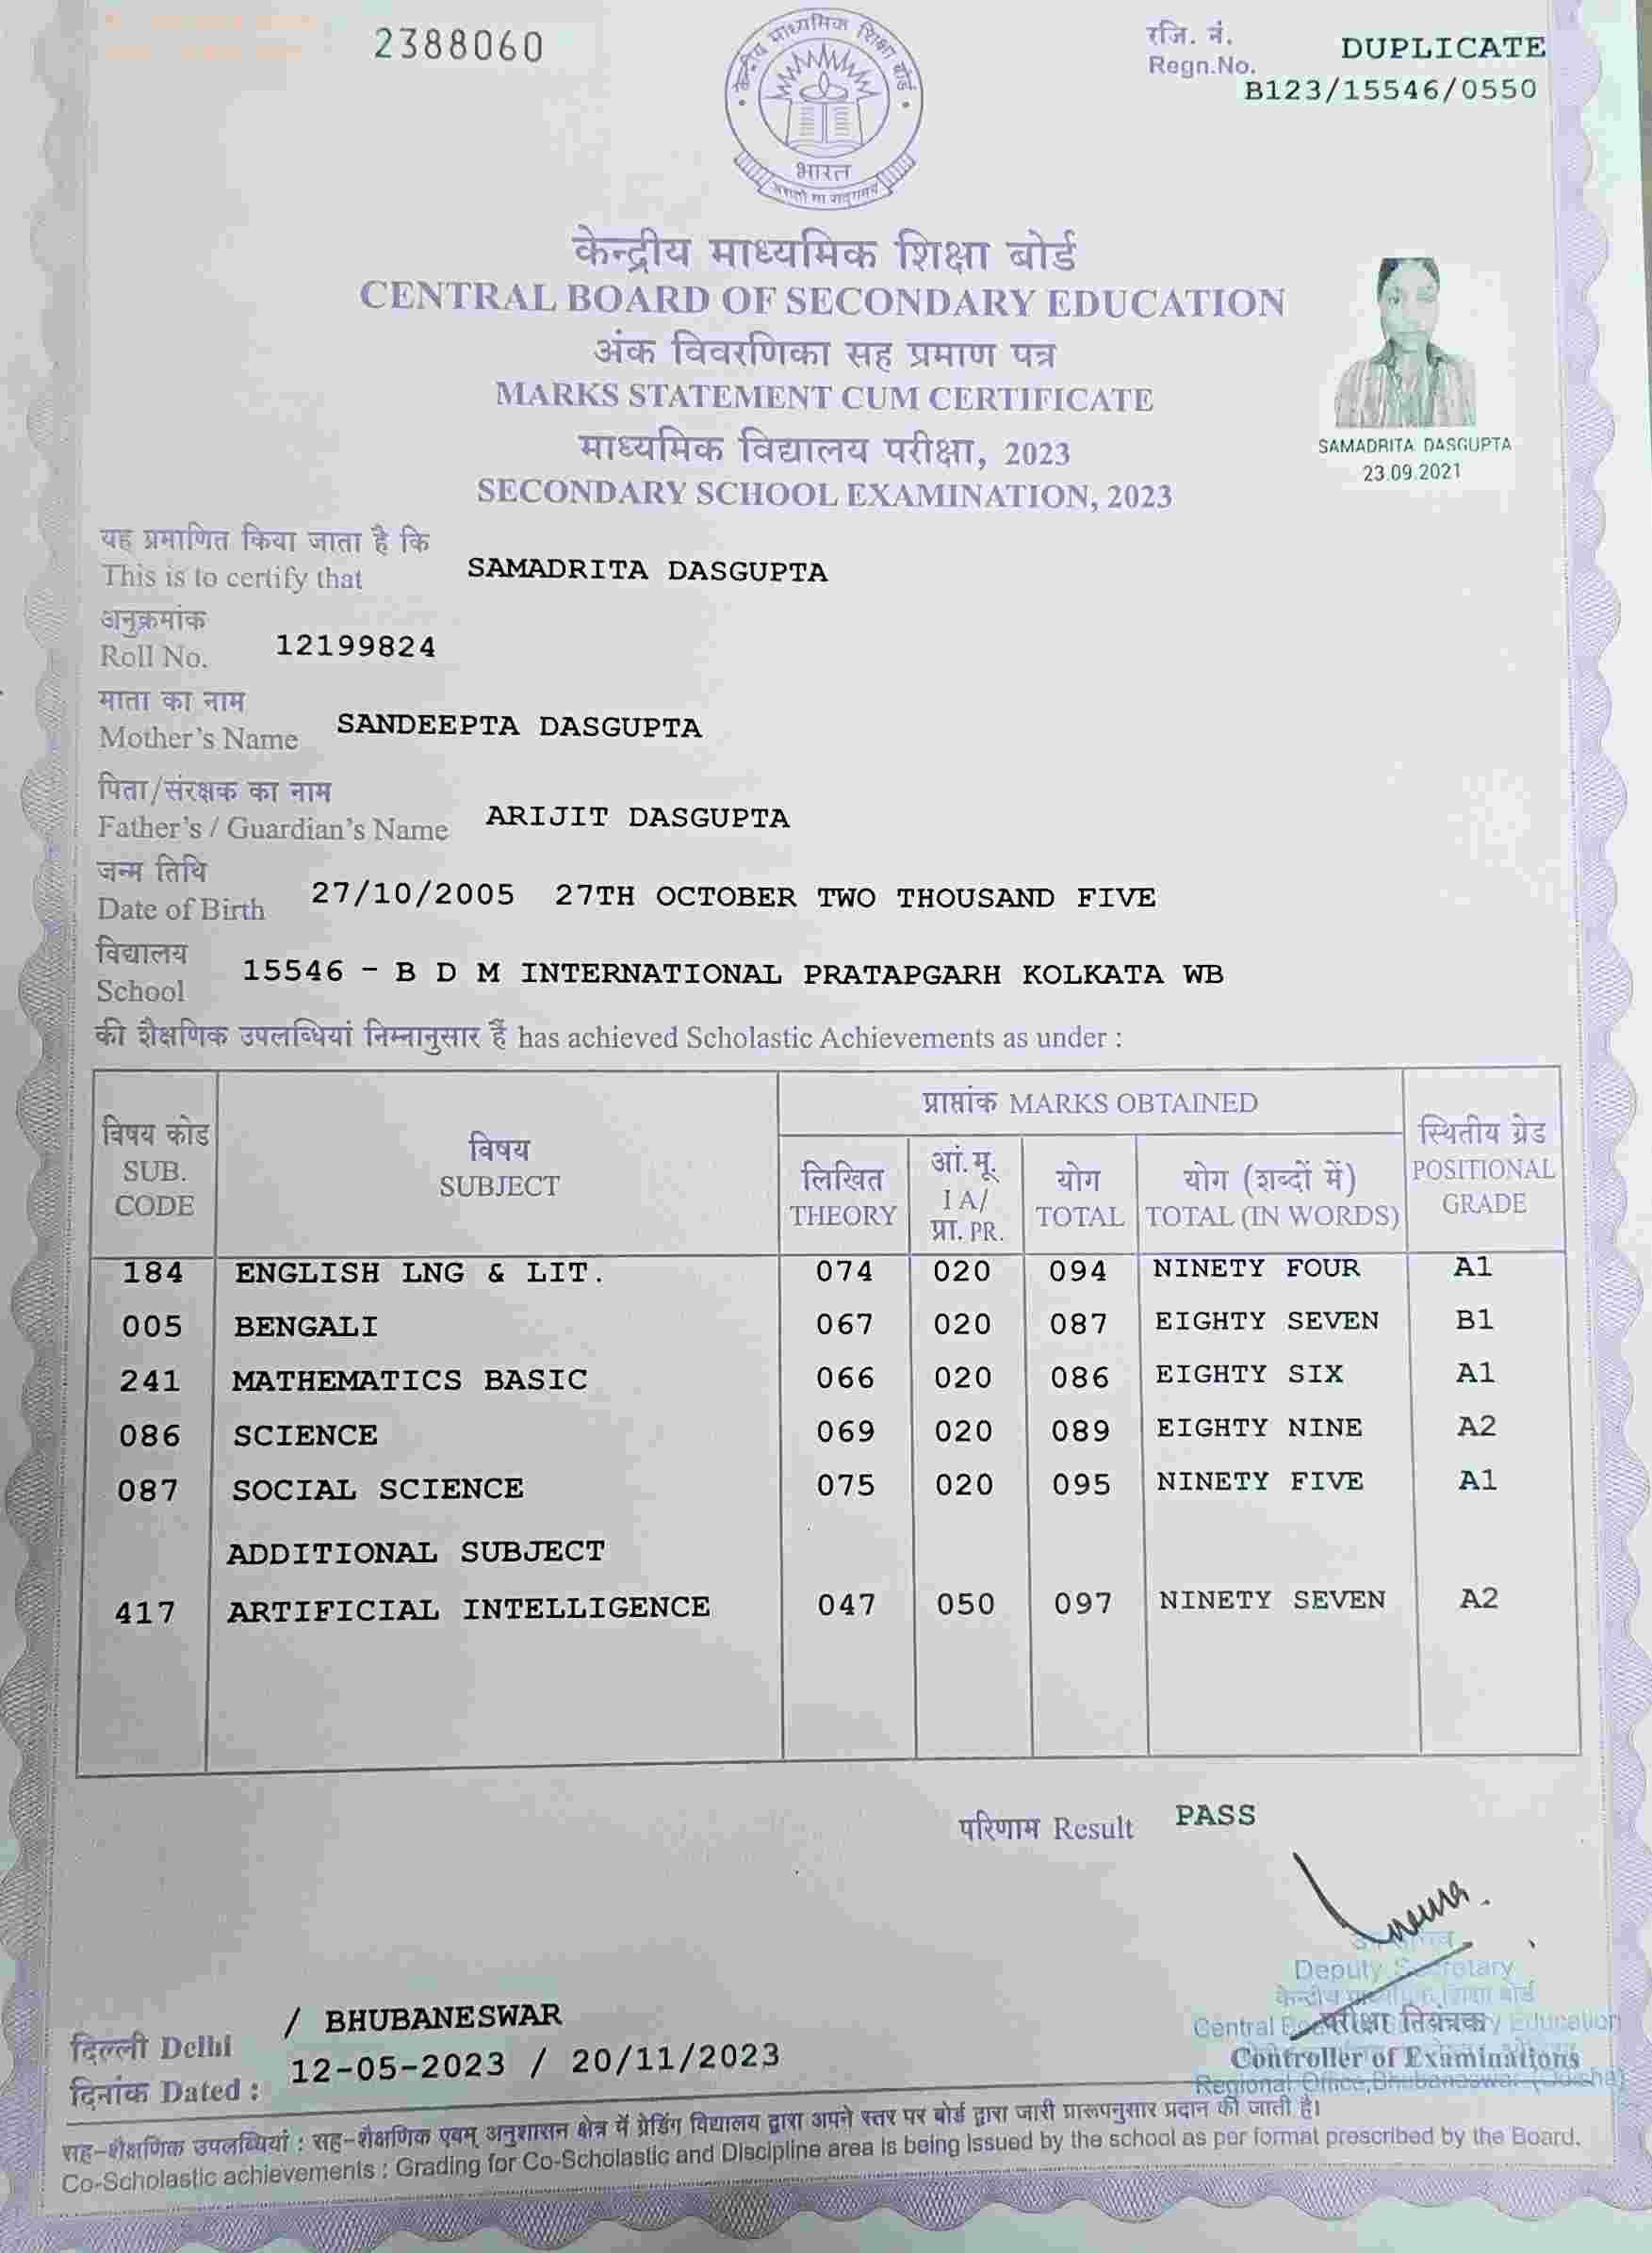 2388060
रजि. नं.
Regn.No.
DUPLICATE
B123/15546/0550
केन्द्रीय माध्यमिक शिक्षा बोर्ड
भारत
असतो मा सद्गमय
केन्द्रीय माध्यमिक शिक्षा बोर्ड
CENTRAL BOARD OF SECONDARY EDUCATION
अंक विवरणिका सह प्रमाण पत्र
MARKS STATEMENT CUM CERTIFICATE
माध्यमिक विद्यालय परीक्षा, 2023
SECONDARY SCHOOL EXAMINATION, 2023
SAMADRITA DASGUPTA
23.09.2021
यह प्रमाणित किया जाता है कि
This is to certify that SAMADRITA DASGUPTA
अनुक्रमांक
Roll No. 12199824
माता का नाम
Mother's Name SANDEEPTA DASGUPTA
पिता/संरक्षक का नाम
Father's / Guardian's Name ARIJIT DASGUPTA
जन्म तिथि
Date of Birth 27/10/2005 27TH OCTOBER TWO THOUSAND FIVE
विद्यालय
School 15546 - B D M INTERNATIONAL PRATAPGARH KOLKATA WB
की शैक्षणिक उपलब्धियां निम्नानुसार हैं has achieved Scholastic Achievements as under :
विषय कोड
SUB.
CODE
विषय
SUBJECT
प्राप्तांक MARKS OBTAINED
लिखित
THEORY
आं.मू.
I A/
प्रा. PR.
योग
TOTAL
योग (शब्दों में)
TOTAL (IN WORDS)
स्थितीय ग्रेड
POSITIONAL
GRADE
184 ENGLISH LNG & LIT. 074 020 094 NINETY FOUR A1
005 BENGALI 067 020 087 EIGHTY SEVEN B1
241 MATHEMATICS BASIC 066 020 086 EIGHTY SIX A1
086 SCIENCE 069 020 089 EIGHTY NINE A2
087 SOCIAL SCIENCE 075 020 095 NINETY FIVE A1
ADDITIONAL SUBJECT
417 ARTIFICIAL INTELLIGENCE 047 050 097 NINETY SEVEN A2
परिणाम Result PASS
Deputy Secretary
Central Board of Secondary Education
परीक्षा नियंत्रक
Controller of Examinations
Regional Office, Bhubaneswar (Odisha)
दिल्ली Delhi / BHUBANESWAR
दिनांक Dated : 12-05-2023 / 20/11/2023
सह-शैक्षणिक उपलब्धियां : सह-शैक्षणिक एवम् अनुशासन क्षेत्र में ग्रेडिंग विद्यालय द्वारा अपने स्तर पर बोर्ड द्वारा जारी प्रारूपनुसार प्रदान की जाती है।
Co-Scholastic achievements : Grading for Co-Scholastic and Discipline area is being issued by the school as per format prescribed by the Board.